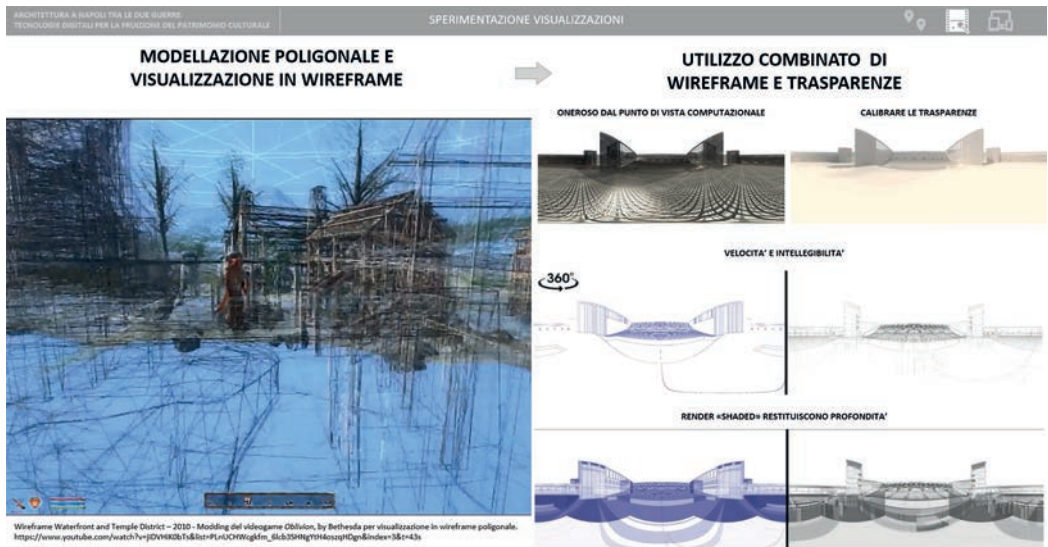 ARCHITETTURA A NAPOLI TRA LE DUE GUERRE:
TECNOLOGIE DIGITALI PER LA FRUIZIONE DEL PATRIMONIO CULTURALE
SPERIMENTAZIONE VISUALIZZAZIONI
MODELLAZIONE POLIGONALE E
VISUALIZZAZIONE IN WIREFRAME
UTILIZZO COMBINATO DI
WIREFRAME E TRASPARENZE
ONEROSO DAL PUNTO DI VISTA COMPUTAZIONALE
CALIBRARE LE TRASPARENZE
VELOCITA' E INTELLEGIBILITA'
360°
RENDER «SHADED» RESTITUISCONO PROFONDITA'
Wireframe Waterfront and Temple District – 2010 - Modding del videogame Oblivion, by Bethesda per visualizzazione in wireframe poligonale.